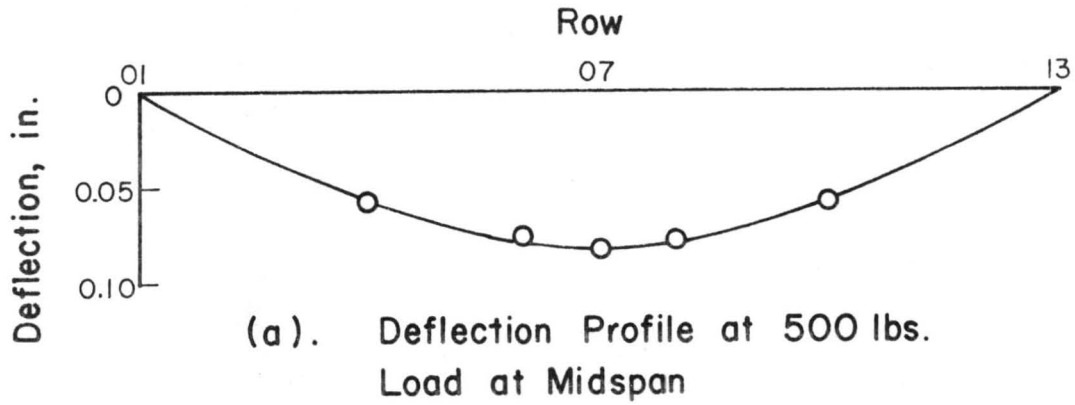 Row
01 07 13
Deflection, in.
0
0.05
0.10
(a). Deflection Profile at 500 lbs.
Load at Midspan